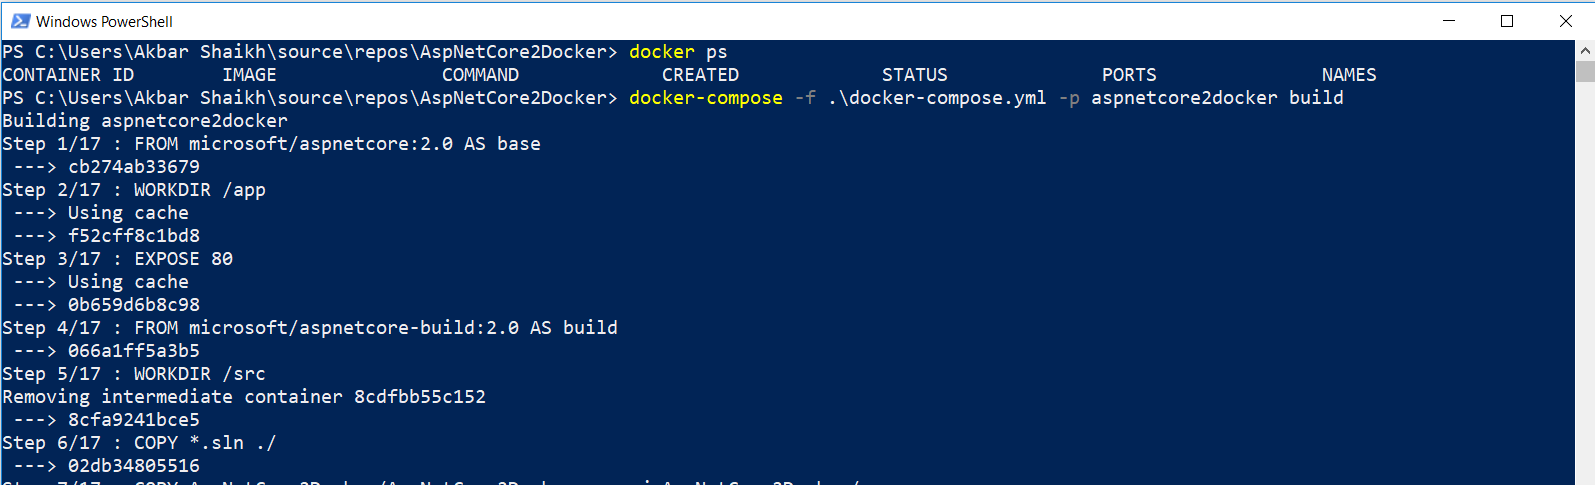 Windows PowerShell
PS C:\Users\Akbar Shaikh\source\repos\AspNetCore2Docker> docker ps
CONTAINER ID        IMAGE               COMMAND             CREATED             STATUS              PORTS               NAMES
PS C:\Users\Akbar Shaikh\source\repos\AspNetCore2Docker> docker-compose -f .\docker-compose.yml -p aspnetcore2docker build
Building aspnetcore2docker
Step 1/17 : FROM microsoft/aspnetcore:2.0 AS base
 ---> cb274ab33679
Step 2/17 : WORKDIR /app
 ---> Using cache
 ---> f52cff8c1bd8
Step 3/17 : EXPOSE 80
 ---> Using cache
 ---> 0b659d6b8c98
Step 4/17 : FROM microsoft/aspnetcore-build:2.0 AS build
 ---> 066a1ff5a3b5
Step 5/17 : WORKDIR /src
Removing intermediate container 8cdfbb55c152
 ---> 8cfa9241bce5
Step 6/17 : COPY *.sln ./
 ---> 02db34805516